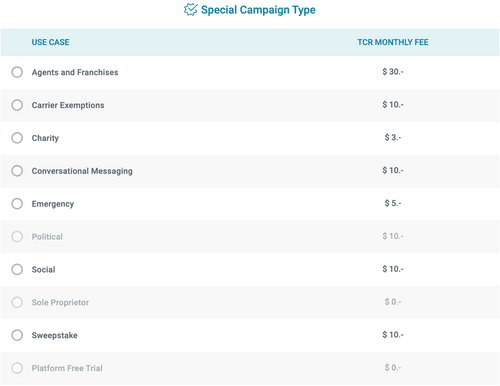 Special Campaign Type
USE CASE TCR MONTHLY FEE
Agents and Franchises $ 30.-
Carrier Exemptions $ 10.-
Charity $ 3.-
Conversational Messaging $ 10.-
Emergency $ 5.-
Political $ 10.-
Social $ 10.-
Sole Proprietor $ 0.-
Sweepstake $ 10.-
Platform Free Trial $ 0.-